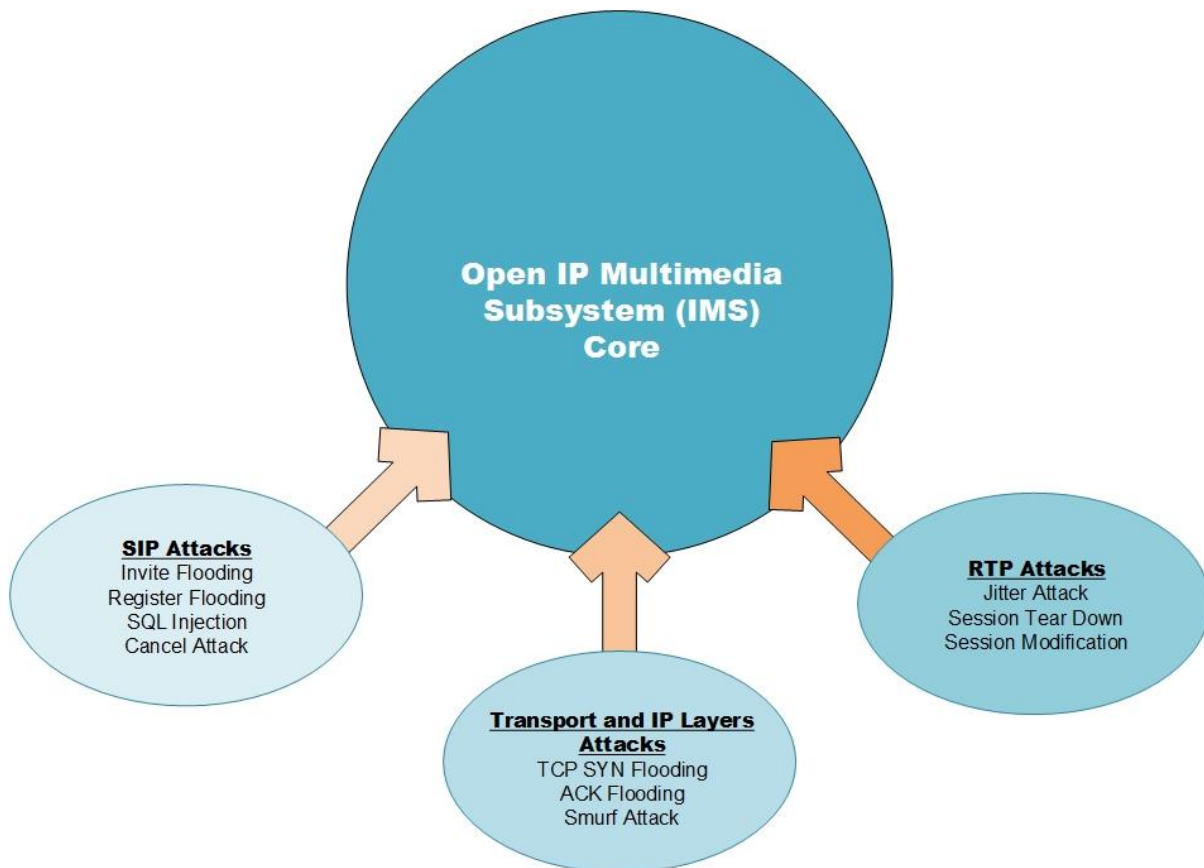 Open IP Multimedia
Subsystem (IMS)
Core
SIP Attacks
Invite Flooding
Register Flooding
SQL Injection
Cancel Attack
Transport and IP Layers
Attacks
TCP SYN Flooding
ACK Flooding
Smurf Attack
RTP Attacks
Jitter Attack
Session Tear Down
Session Modification